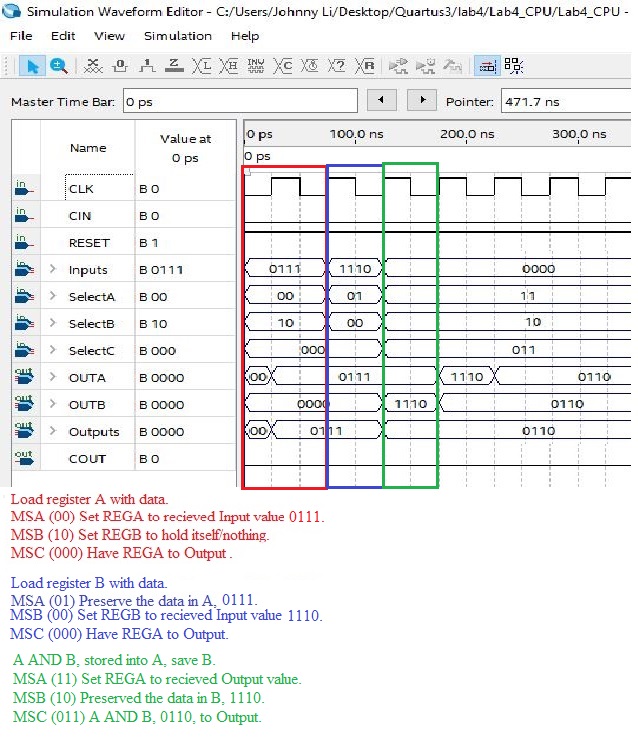 Simulation Waveform Editor - C:/Users/Johnny Li/Desktop/Quartus3/lab4/Lab4_CPU/Lab4_CPU -
File Edit View Simulation Help
Master Time Bar: 0 ps Pointer: 471.7 ns
Name Value at 0 ps
0 ps 100.0 ns 200.0 ns 300.0 ns
0 ps
in CLK B 0
in CIN B 0
in RESET B 1
in Inputs B 0111 0111 1110 0000
in SelectA B 00 00 01 11
in SelectB B 10 10 00 10
in SelectC B 000 000 011
out OUTA B 0000 00 0111 1110 0110
out OUTB B 0000 0000 1110 0110
out Outputs B 0000 00 0111 0110
out COUT B 0
Load register A with data.
MSA (00) Set REGA to recieved Input value 0111.
MSB (10) Set REGB to hold itself/nothing.
MSC (000) Have REGA to Output .
Load register B with data.
MSA (01) Preserve the data in A, 0111.
MSB (00) Set REGB to recieved Input value 1110.
MSC (000) Have REGA to Output.
A AND B, stored into A, save B.
MSA (11) Set REGA to recieved Output value.
MSB (10) Preserved the data in B, 1110.
MSC (011) A AND B, 0110, to Output.